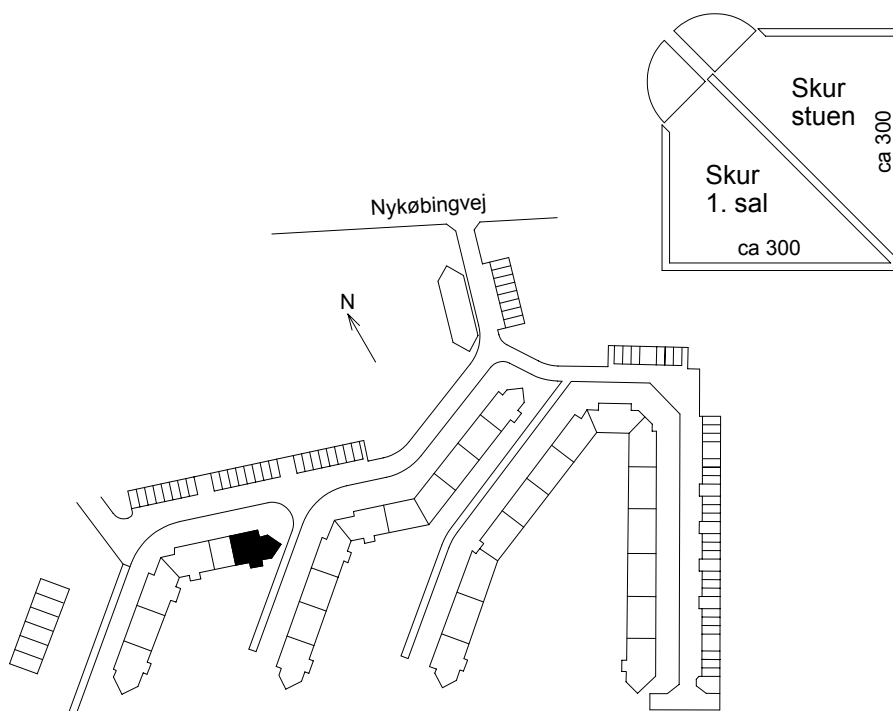 Skur
stuen
ca 300
Skur
1. sal
ca 300
Nykøbingvej
N